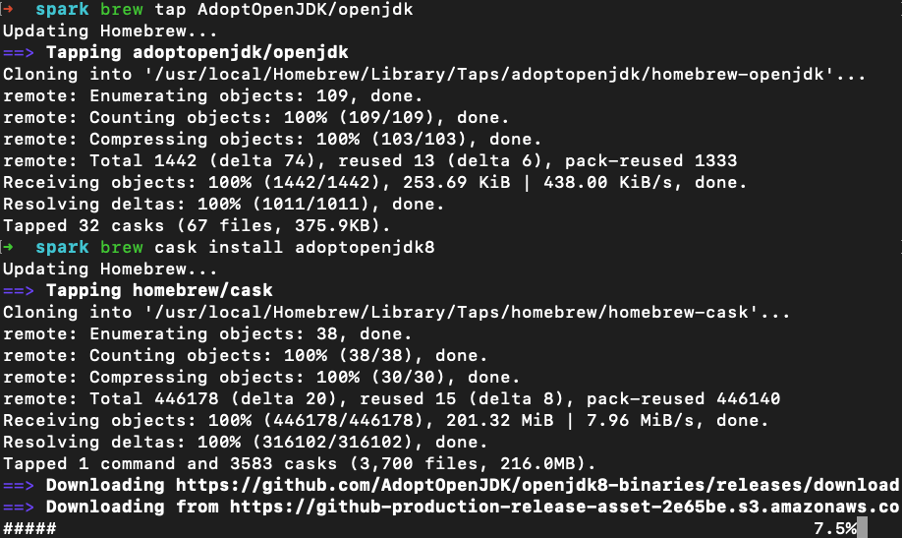 → spark brew tap AdoptOpenJDK/openjdk
Updating Homebrew...
==> Tapping adoptopenjdk/openjdk
Cloning into '/usr/local/Homebrew/Library/Taps/adoptopenjdk/homebrew-openjdk'...
remote: Enumerating objects: 109, done.
remote: Counting objects: 100% (109/109), done.
remote: Compressing objects: 100% (103/103), done.
remote: Total 1442 (delta 74), reused 13 (delta 6), pack-reused 1333
Receiving objects: 100% (1442/1442), 253.69 KiB | 438.00 KiB/s, done.
Resolving deltas: 100% (1011/1011), done.
Tapped 32 casks (67 files, 375.9KB).
→ spark brew cask install adoptopenjdk8
Updating Homebrew...
==> Tapping homebrew/cask
Cloning into '/usr/local/Homebrew/Library/Taps/homebrew/homebrew-cask'...
remote: Enumerating objects: 38, done.
remote: Counting objects: 100% (38/38), done.
remote: Compressing objects: 100% (30/30), done.
remote: Total 446178 (delta 20), reused 15 (delta 8), pack-reused 446140
Receiving objects: 100% (446178/446178), 201.32 MiB | 7.96 MiB/s, done.
Resolving deltas: 100% (316102/316102), done.
Tapped 1 command and 3583 casks (3,700 files, 216.0MB).
==> Downloading https://github.com/AdoptOpenJDK/openjdk8-binaries/releases/download
==> Downloading from https://github-production-release-asset-2e65be.s3.amazonaws.co
##### 7.5%